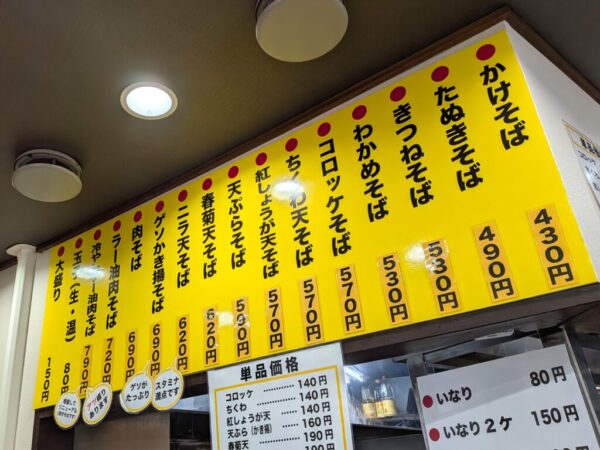 かけそば 430円
たぬきそば 490円
きつねそば 530円
わかめそば 530円
コロッケそば 570円
ちくわ天そば 570円
紅しょうが天そば 570円
天ぷらそば 590円
春菊天そば 620円
ニラ天そば 620円
ゲソかき揚そば 690円
肉そば 690円
ラー油肉そば 720円
冷やしラー油肉そば 790円
玉子(生・温) 80円
大盛り 150円
スタミナ
満点です
ゲソが
たっぷり
あります
単品価格
コロッケ ………… 140円
ちくわ ………… 140円
紅しょうが天 …… 140円
天ぷら(かき揚) …… 160円
春菊天 ………… 190円
いなり 80円
いなり2ケ 150円